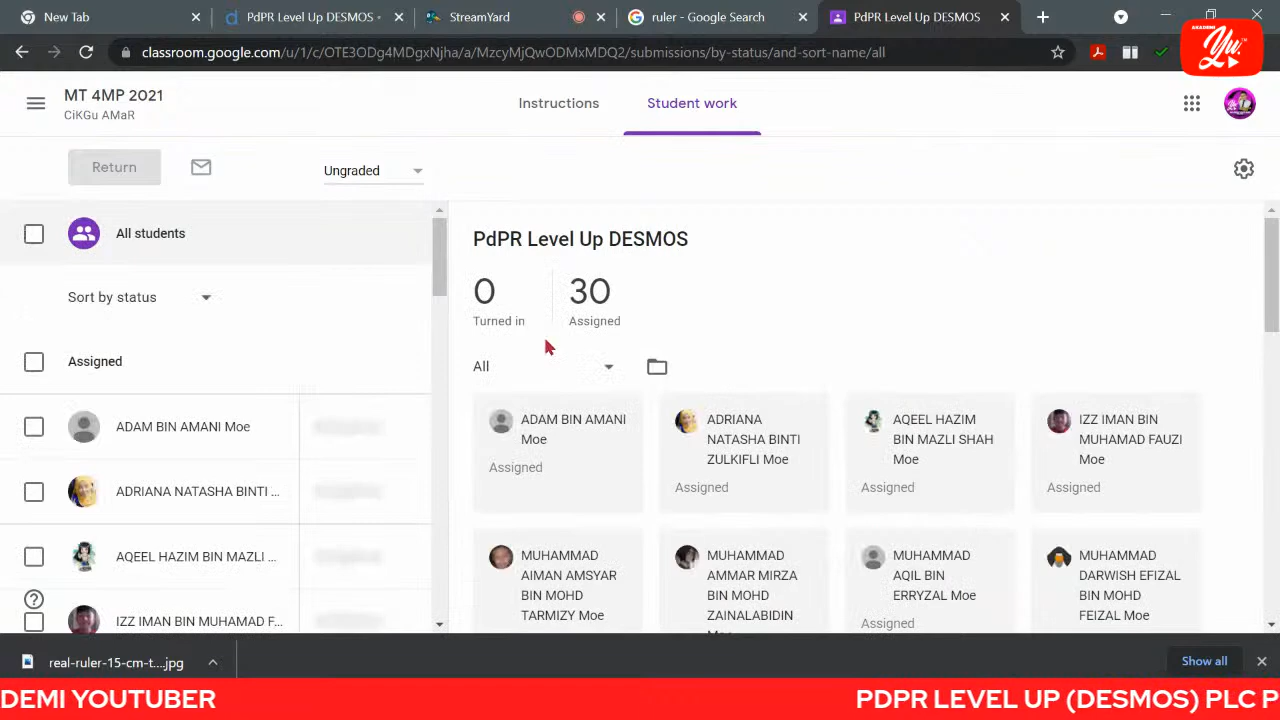 New Tab
PdPR Level Up DESMOS -
StreamYard
ruler - Google Search
PdPR Level Up DESMOS
classroom.google.com/u/1/c/OTE3ODg4MDgxNjha/a/MzcyMjQwODMxMDQ2/submissions/by-status/and-sort-name/all
AKADEMI
Yu
MT 4MP 2021
CiKGu AMaR
Instructions
Student work
Return
Ungraded
All students
Sort by status
Assigned
ADAM BIN AMANI Moe
ADRIANA NATASHA BINTI ...
AQEEL HAZIM BIN MAZLI ...
IZZ IMAN BIN MUHAMAD F...
PdPR Level Up DESMOS
0
Turned in
30
Assigned
All
ADAM BIN AMANI
Moe
Assigned
ADRIANA
NATASHA BINTI
ZULKIFLI Moe
Assigned
AQEEL HAZIM
BIN MAZLI SHAH
Moe
Assigned
IZZ IMAN BIN
MUHAMAD FAUZI
Moe
Assigned
MUHAMMAD
AIMAN AMSYAR
BIN MOHD
TARMIZY Moe
MUHAMMAD
AMMAR MIRZA
BIN MOHD
ZAINALABIDIN
Moe
MUHAMMAD
AQIL BIN
ERRYZAL Moe
Assigned
MUHAMMAD
DARWISH EFIZAL
BIN MOHD
FEIZAL Moe
real-ruler-15-cm-t....jpg
Show all
DEMI YOUTUBER
PDPR LEVEL UP (DESMOS) PLC P